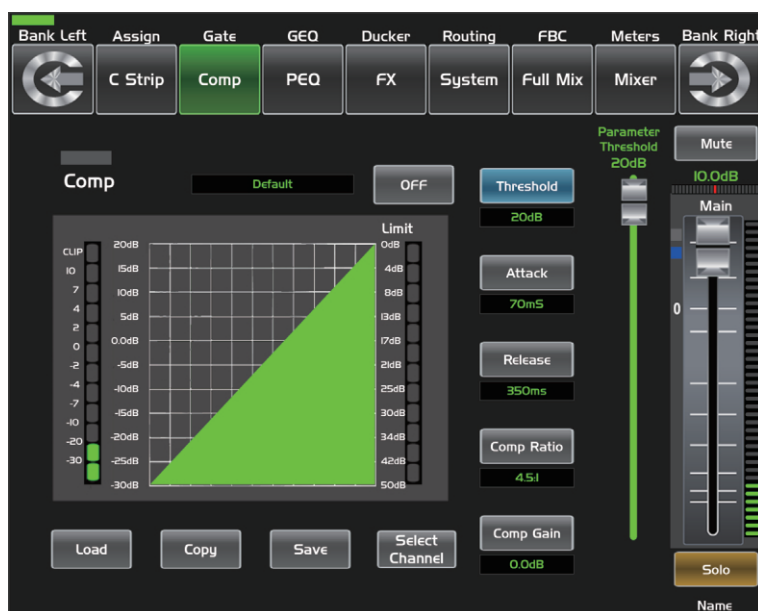 Bank Left Assign Gate GEQ Ducker Routing FBC Meters Bank Right
C Strip Comp PEQ FX System Full Mix Mixer
Parameter
Threshold
20dB
Mute
10.0dB
Main
0
Solo
Name
Comp
Default
OFF
Limit
CLIP
10
7
4
2
0
-2
-4
-7
-10
-20
-30
20dB
15dB
10dB
5dB
0.0dB
-5dB
-10dB
-15dB
-20dB
-25dB
-30dB
0dB
4dB
8dB
13dB
17dB
21dB
25dB
30dB
34dB
42dB
50dB
Threshold
20dB
Attack
70mS
Release
350ms
Comp Ratio
4.5:1
Comp Gain
0.0dB
Load
Copy
Save
Select
Channel